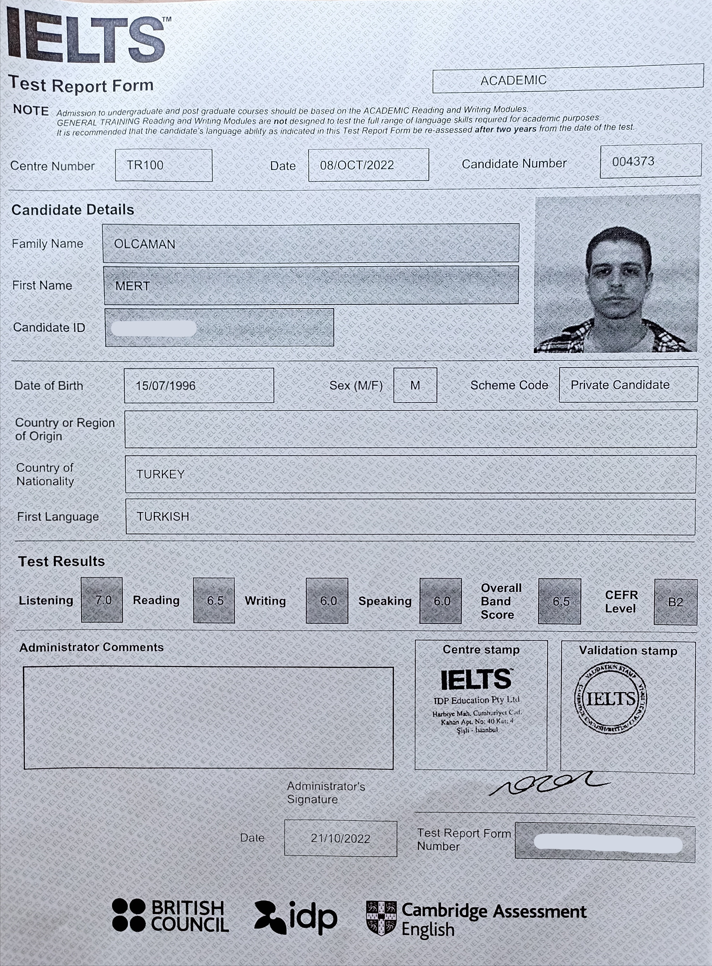 IELTS™
Test Report Form
ACADEMIC
NOTE Admission to undergraduate and post graduate courses should be based on the ACADEMIC Reading and Writing Modules.
GENERAL TRAINING Reading and Writing Modules are not designed to test the full range of language skills required for academic purposes.
It is recommended that the candidate's language ability as indicated in this Test Report Form be re-assessed after two years from the date of the test.
Centre Number TR100 Date 08/OCT/2022 Candidate Number 004373
Candidate Details
Family Name OLCAMAN
First Name MERT
Candidate ID
Date of Birth 15/07/1996 Sex (M/F) M Scheme Code Private Candidate
Country or Region
of Origin
Country of
Nationality TURKEY
First Language TURKISH
Test Results
Listening 7.0 Reading 6.5 Writing 6.0 Speaking 6.0 Overall
Band
Score 6.5 CEFR
Level B2
Administrator Comments
Centre stamp
IELTS™
IDP Education Pty Ltd
Harbiye Mah. Cumhuriyet Cad.
Kahan Apt. No: 40 Kat: 4
Şişli - İstanbul
Validation stamp
VALIDATION STAMP
IELTS
Administrator's
Signature
Date 21/10/2022
Test Report Form
Number
BRITISH
COUNCIL
idp
Cambridge Assessment
English